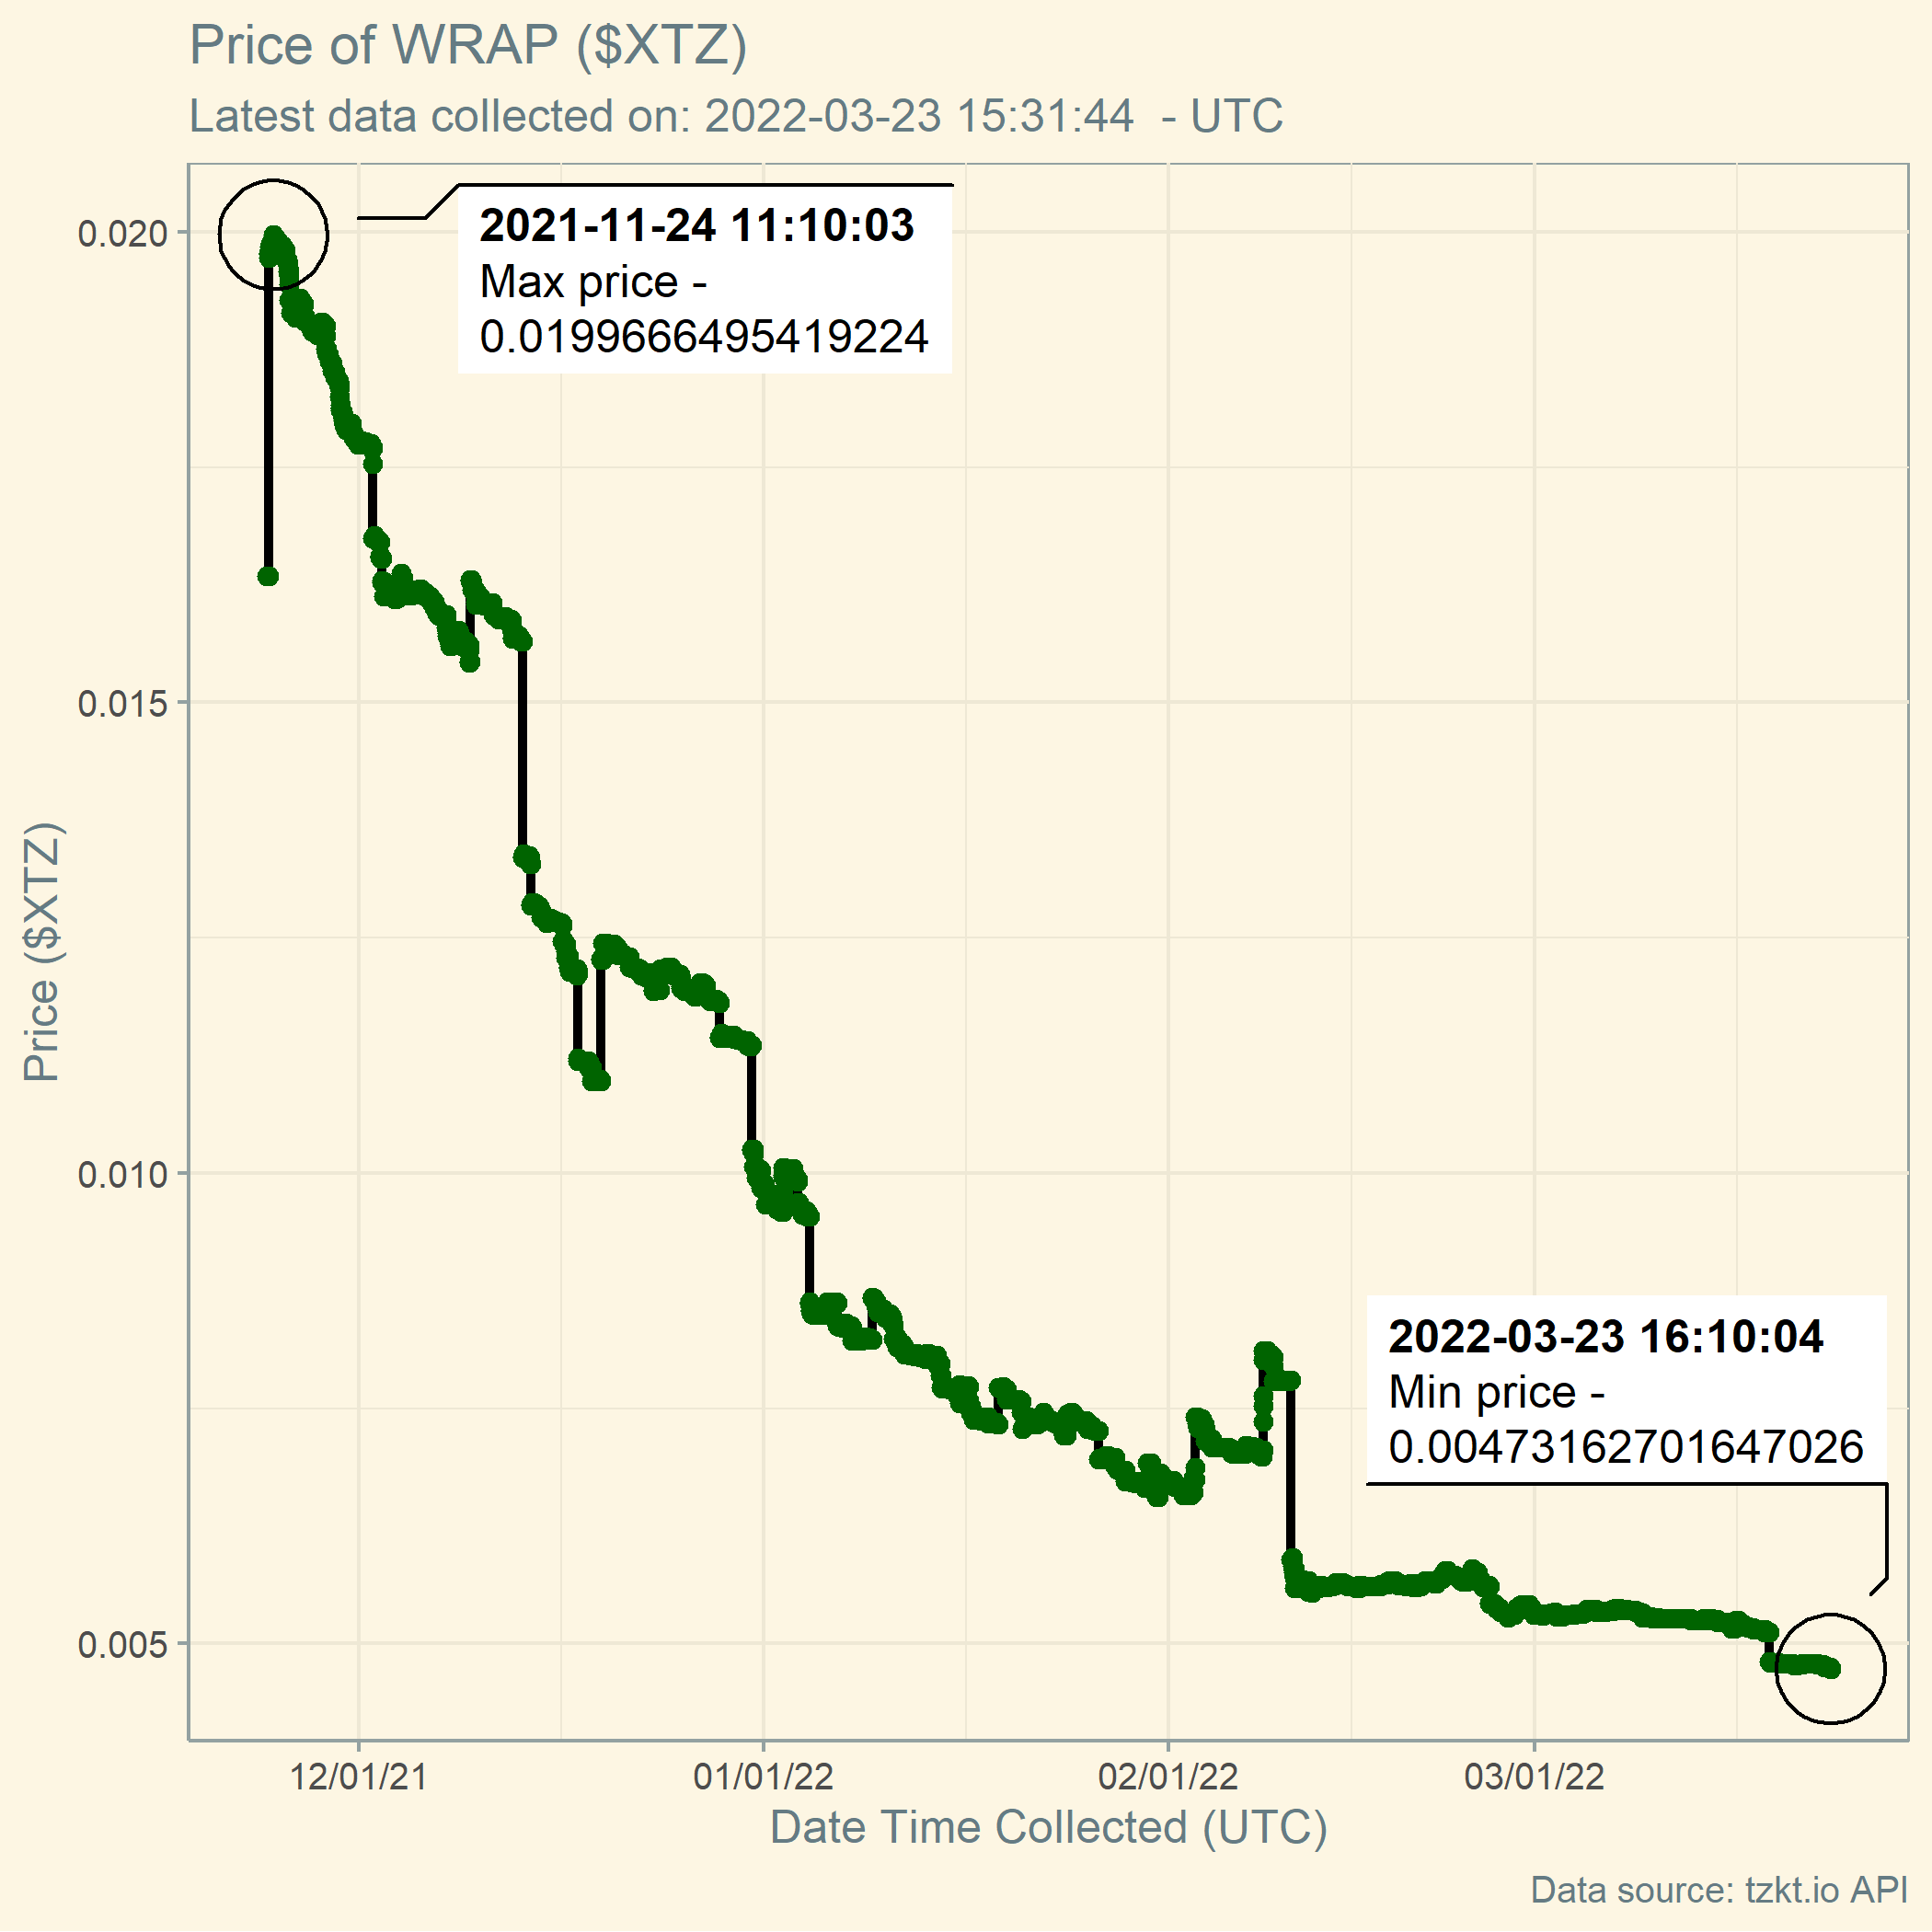 Price of WRAP ($XTZ)
Latest data collected on: 2022-03-23 15:31:44  - UTC
2021-11-24 11:10:03
Max price -
0.0199666495419224
0.020
0.015
0.010
0.005
Price ($XTZ)
2022-03-23 16:10:04
Min price -
0.00473162701647026
12/01/21
01/01/22
02/01/22
03/01/22
Date Time Collected (UTC)
Data source: tzkt.io API